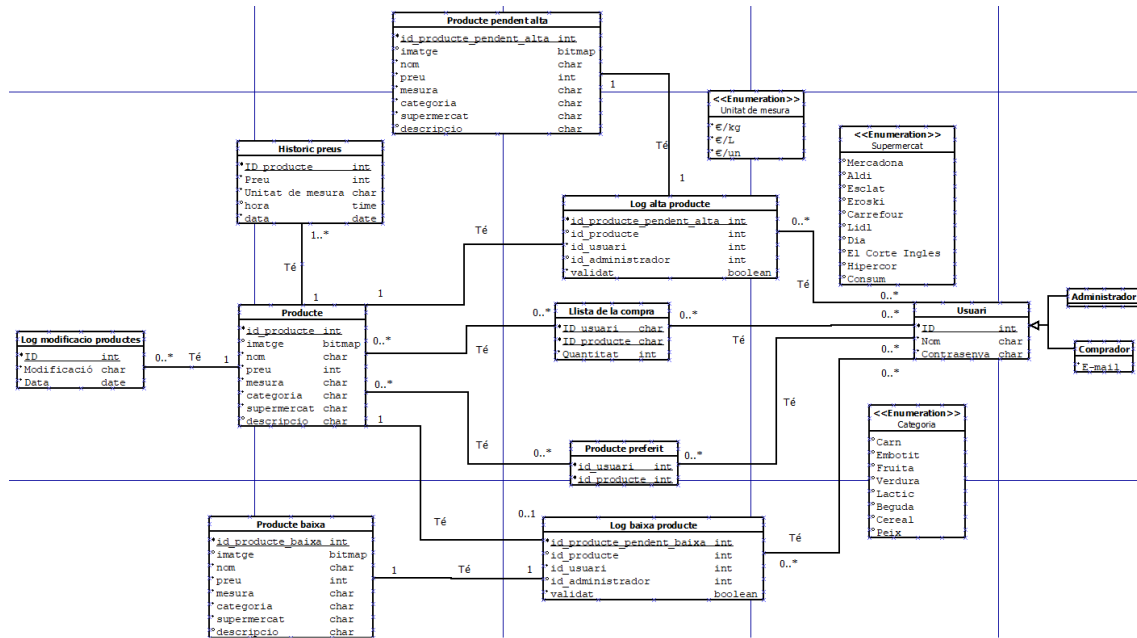 Producte pendent alta
id_producte_pendent_alta int
imatge bitmap
nom char
preu int
mesura char
categoria char
supermercat char
descripcio char
1
Té
1
<<Enumeration>>
Unitat de mesura
€/kg
€/L
€/un
<<Enumeration>>
Supermercat
Mercadona
Aldi
Esclat
Eroski
Carrefour
Lidl
Dia
El Corte Ingles
Hipercor
Consum
Historic preus
ID_producte int
Preu int
Unitat de mesura char
hora time
data date
1..*
Té
1
Log alta producte
id_producte_pendent_alta int
id_producte int
id_usuari int
id_administrador int
validat boolean
Té
1
0..*
Té
0..*
Producte
id_producte int
imatge bitmap
nom char
preu int
mesura char
categoria char
supermercat char
descripcio char
Log modificacio productes
ID int
Modificació char
Data date
0..*
Té
1
Llista de la compra
ID_usuari char
ID_producte char
Quantitat int
0..*
Té
0..*
0..*
Té
0..*
Usuari
ID int
Nom char
Contrasenya char
Administrador
Comprador
E-mail
0..*
Té
0..*
Producte preferit
id_usuari int
id_producte int
0..*
Té
0..*
0..*
<<Enumeration>>
Categoria
Carn
Embotit
Fruita
Verdura
Lactic
Beguda
Cereal
Peix
1
Té
0..1
Producte baixa
id_producte_baixa int
imatge bitmap
nom char
preu int
mesura char
categoria char
supermercat char
descripcio char
1
Té
1
Log baixa producte
id_producte_pendent_baixa int
id_producte int
id_usuari int
id_administrador int
validat boolean
Té
0..*